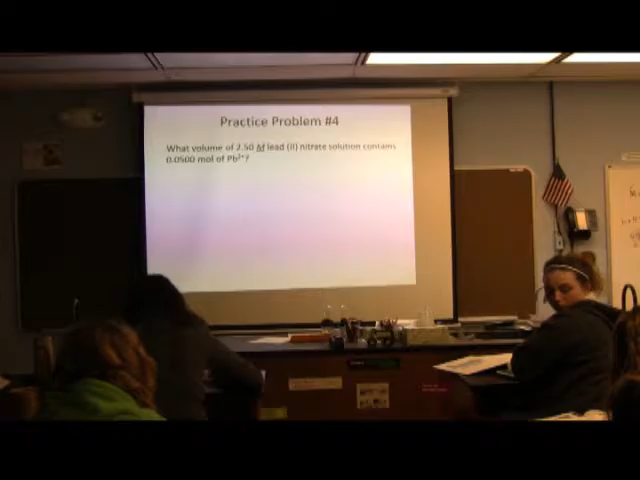 Practice Problem #4
What volume of 2.50 M lead (II) nitrate solution contains
0.0500 mol of Pb²⁺?